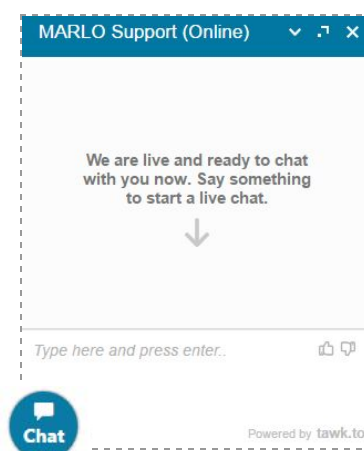 MARLO Support (Online)
We are live and ready to chat
with you now. Say something
to start a live chat.
Type here and press enter..
Chat
Powered by tawk.to